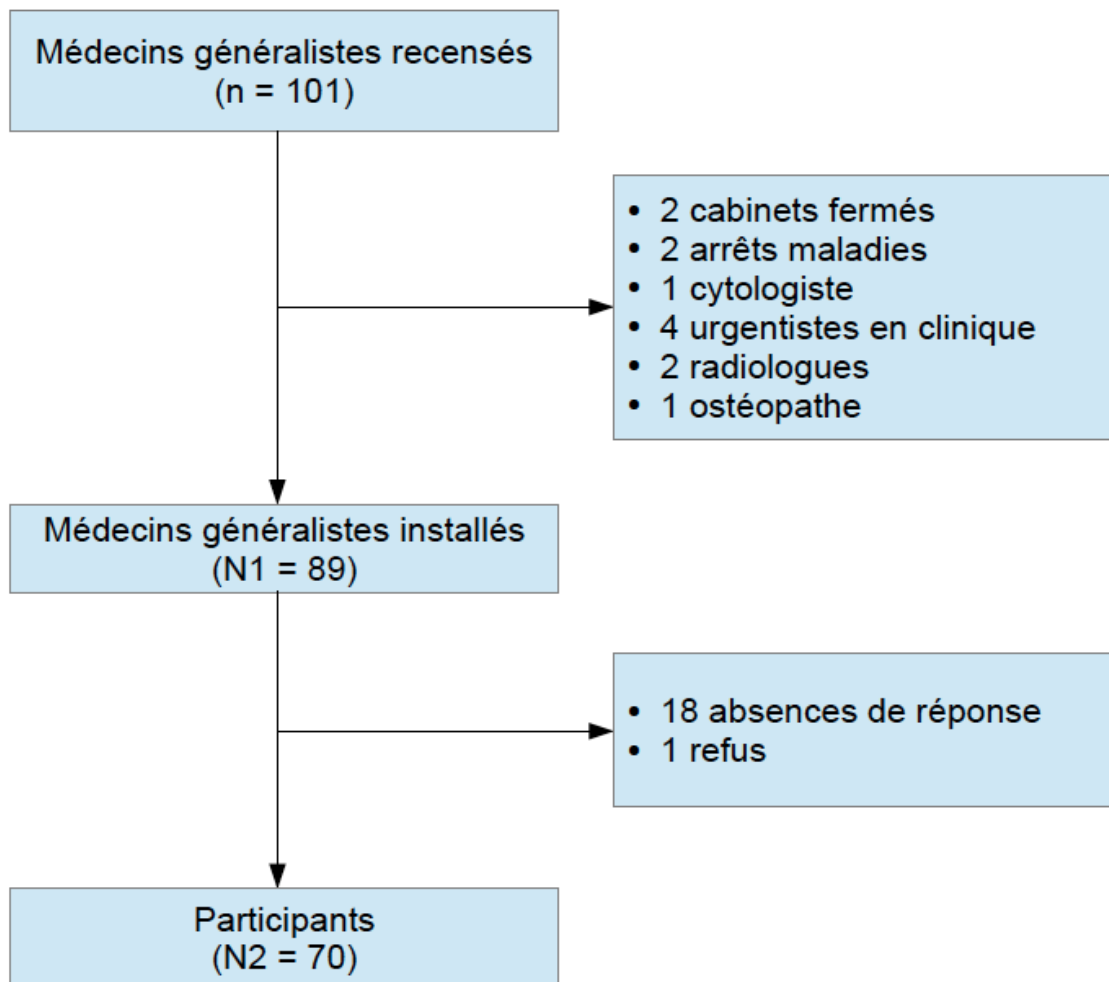 Médecins généralistes recensés
(n = 101)
• 2 cabinets fermés
• 2 arrêts maladies
• 1 cytologiste
• 4 urgentistes en clinique
• 2 radiologues
• 1 ostéopathe
Médecins généralistes installés
(N1 = 89)
• 18 absences de réponse
• 1 refus
Participants
(N2 = 70)